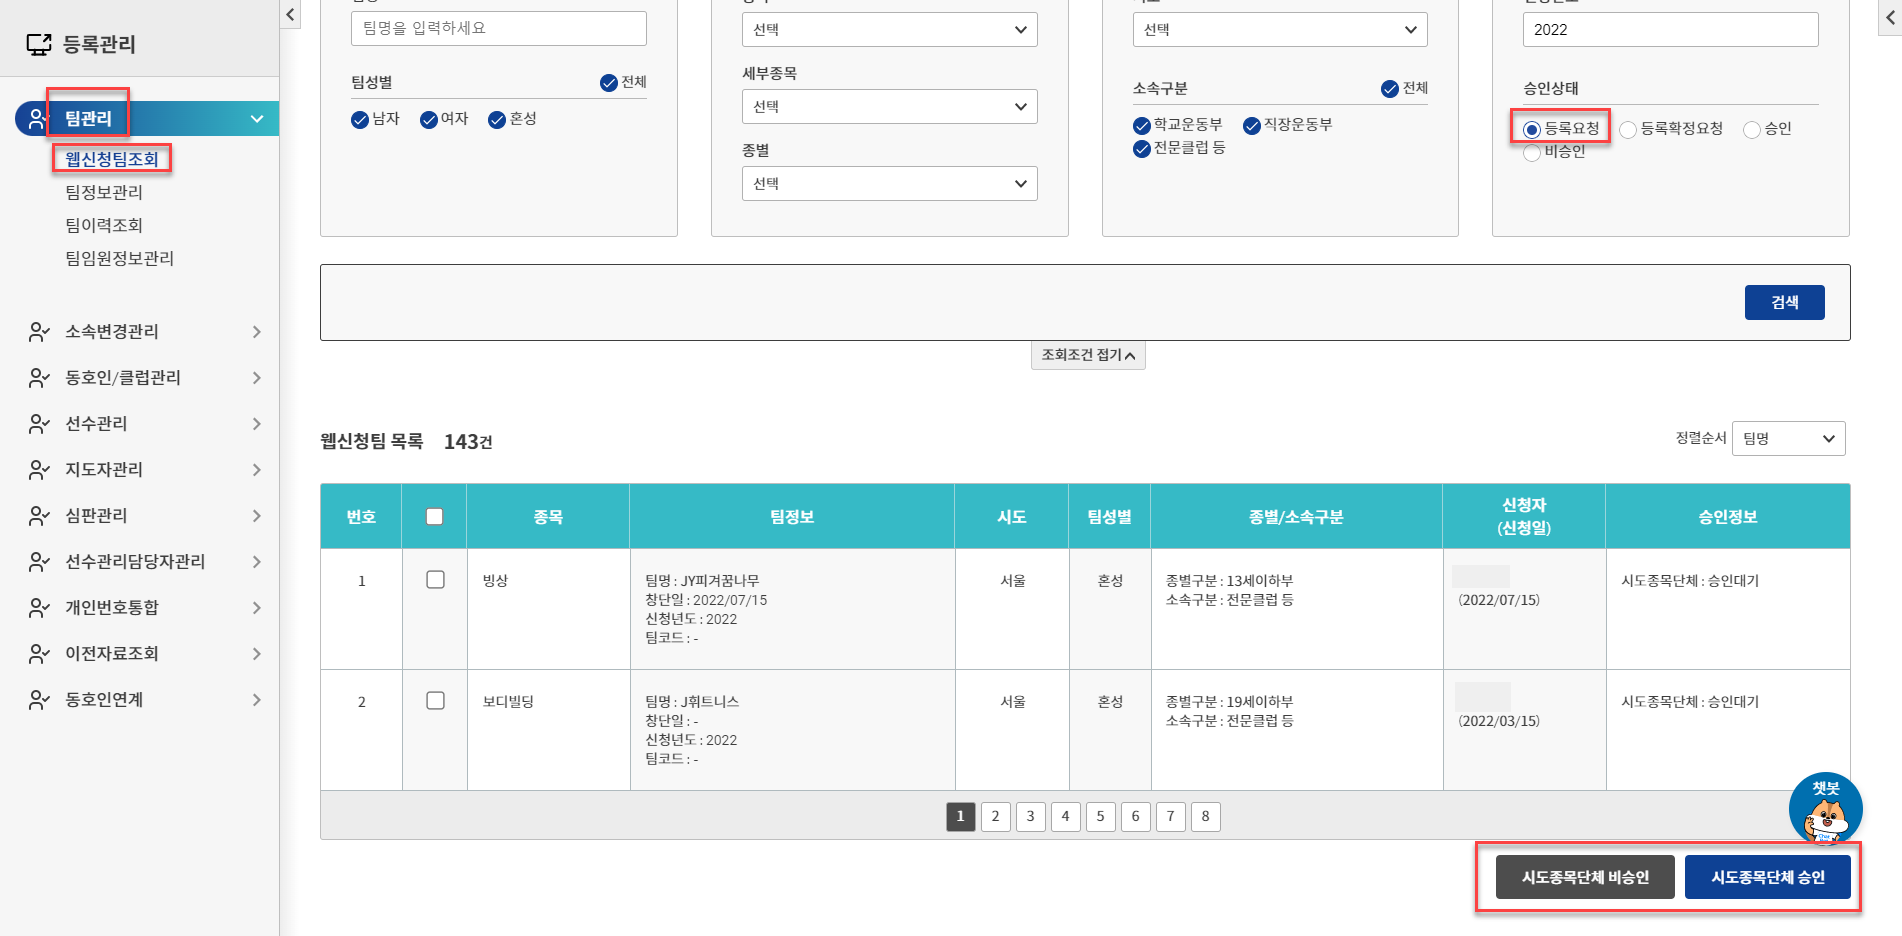 등록관리
팀관리
웹신청팀조회
팀정보관리
팀이력조회
팀임원정보관리
소속변경관리
동호인/클럽관리
선수관리
지도자관리
심판관리
선수관리담당자관리
개인번호통합
이전자료조회
동호인연계
팀명을 입력하세요
팀성별 전체
남자 여자 혼성
선택
세부종목
선택
종별
선택
선택
소속구분 전체
학교운동부 직장운동부
전문클럽 등
2022
승인상태
등록요청 등록확정요청 승인
비승인
검색
조회조건 접기
웹신청팀 목록 143건
정렬순서 팀명
번호 종목 팀정보 시도 팀성별 종별/소속구분 신청자 (신청일) 승인정보
1 빙상 팀명 : JY피겨꿈나무 서울 혼성 종별구분 : 13세이하부 시도종목단체 : 승인대기
창단일 : 2022/07/15 소속구분 : 전문클럽 등 (2022/07/15)
신청년도 : 2022
팀코드 : -
2 보디빌딩 팀명 : J휘트니스 서울 혼성 종별구분 : 19세이하부 시도종목단체 : 승인대기
창단일 : - 소속구분 : 전문클럽 등 (2022/03/15)
신청년도 : 2022
팀코드 : -
1 2 3 4 5 6 7 8
챗봇
시도종목단체 비승인 시도종목단체 승인